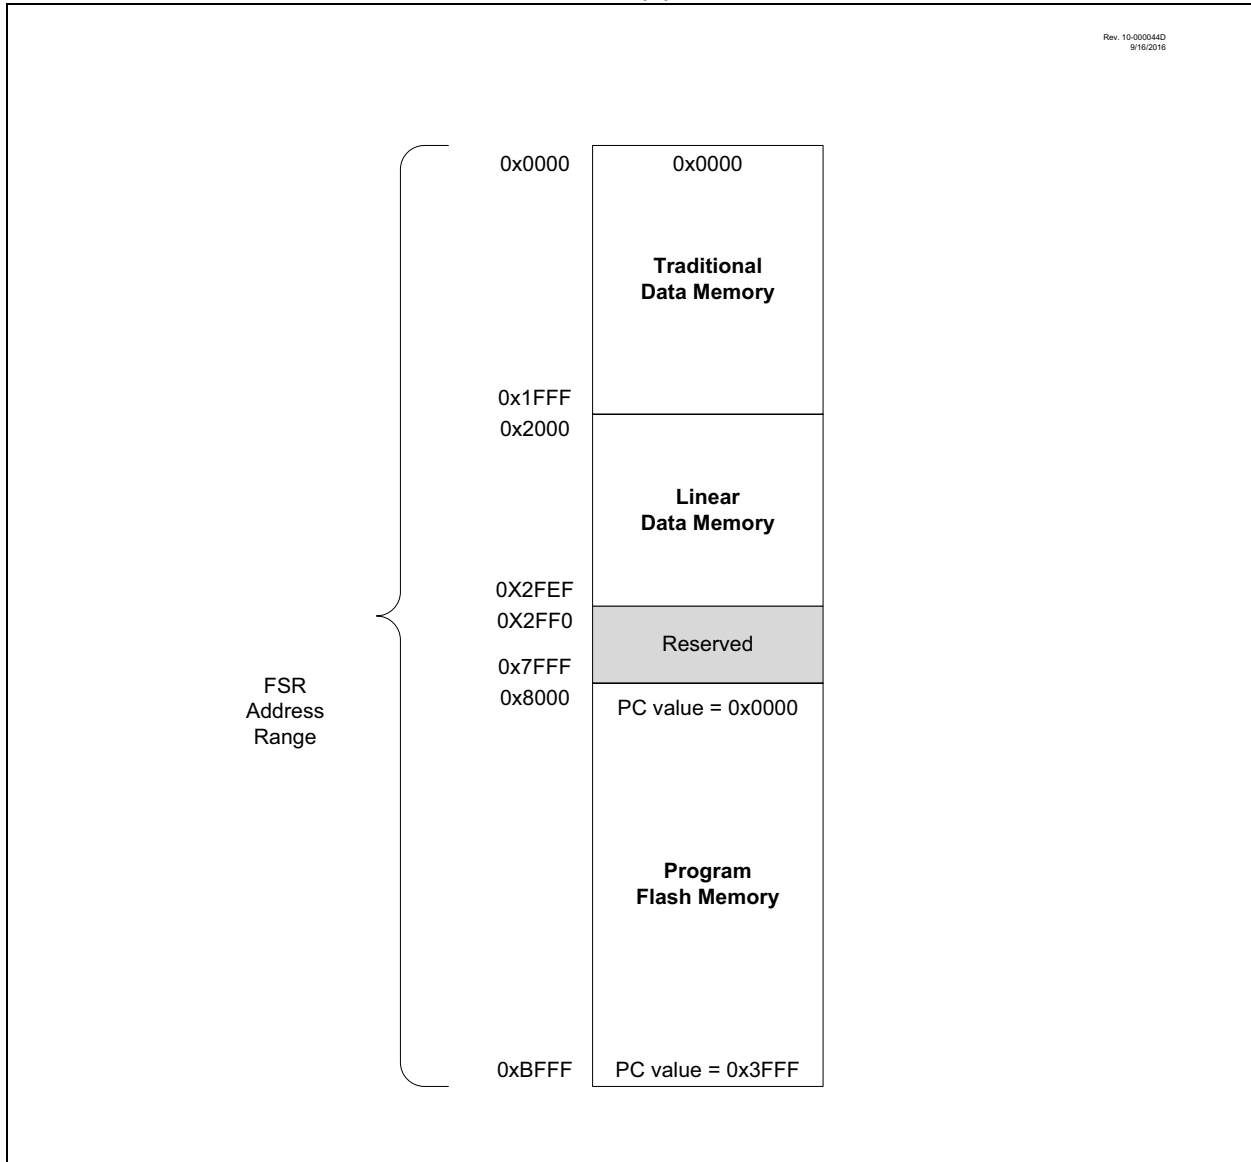 Rev. 10-000044D
9/16/2016
0x0000
0x0000
Traditional
Data Memory
0x1FFF
0x2000
Linear
Data Memory
0X2FEF
0X2FF0
Reserved
0x7FFF
0x8000
PC value = 0x0000
FSR
Address
Range
Program
Flash Memory
0xBFFF
PC value = 0x3FFF